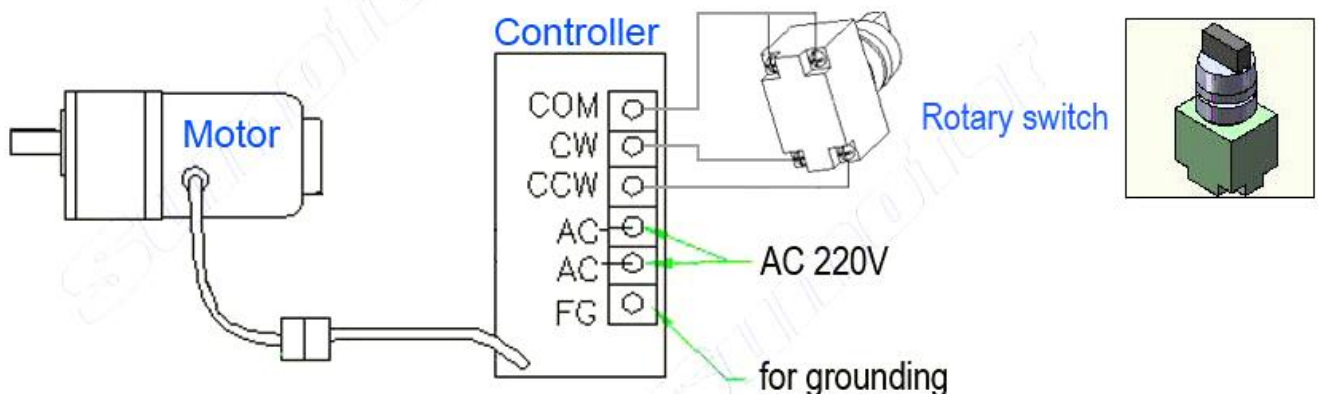 Controller
Motor
COM
CW
CCW
AC
AC
FG
Rotary switch
AC 220V
for grounding